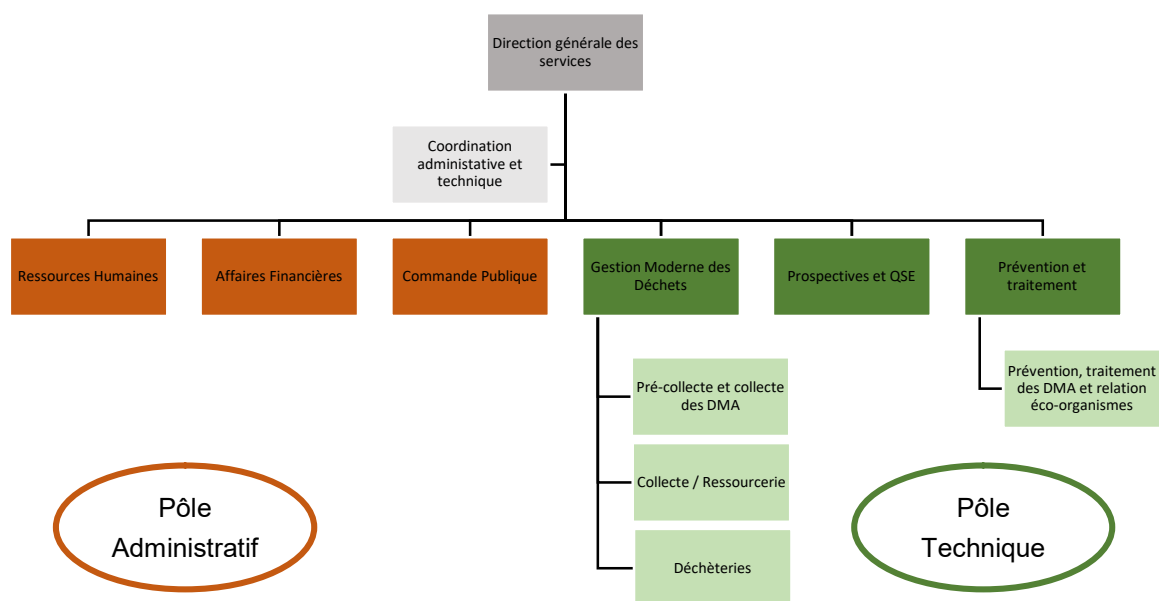 Direction générale des
services
Coordination
administative et
technique
Ressources Humaines
Affaires Financières
Commande Publique
Gestion Moderne des
Déchets
Prospectives et QSE
Prévention et
traitement
Pré-collecte et collecte
des DMA
Prévention, traitement
des DMA et relation
éco-organismes
Collecte / Ressourcerie
Déchèteries
Pôle
Administratif
Pôle
Technique